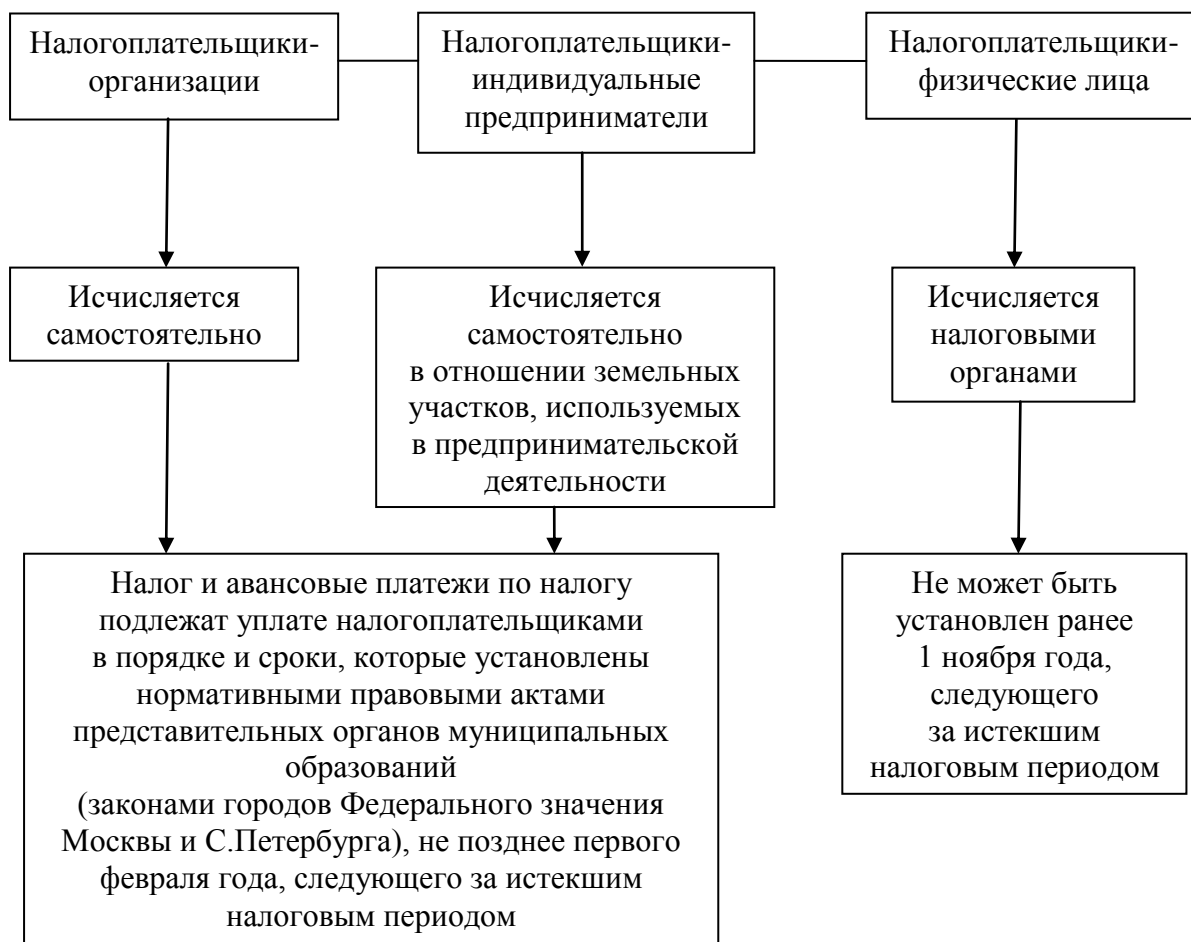 Налогоплательщики-
организации
Налогоплательщики-
индивидуальные
предприниматели
Налогоплательщики-
физические лица
Исчисляется
самостоятельно
Исчисляется
самостоятельно
в отношении земельных
участков, используемых
в предпринимательской
деятельности
Исчисляется
налоговыми
органами
Налог и авансовые платежи по налогу
подлежат уплате налогоплательщиками
в порядке и сроки, которые установлены
нормативными правовыми актами
представительных органов муниципальных
образований
(законами городов Федерального значения
Москвы и С.Петербурга), не позднее первого
февраля года, следующего за истекшим
налоговым периодом
Не может быть
установлен ранее
1 ноября года,
следующего
за истекшим
налоговым периодом